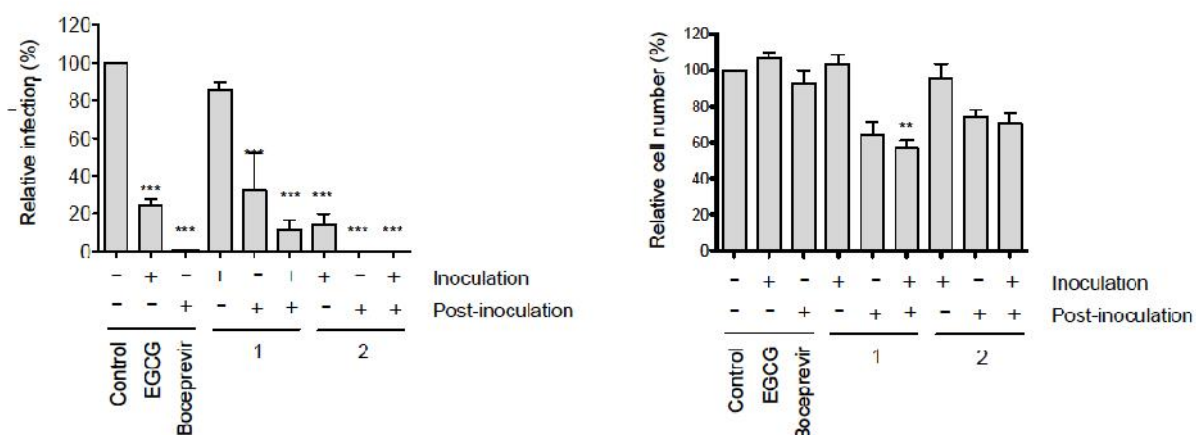 Relative infection (%)
120
100
80
60
40
20
0
*** *** *** *** *** *** ***
– + – + – + + – + Inoculation
– – + – + + – + + Post-inoculation
Control EGCG Boceprevir 1 2
Relative cell number (%)
120
100
80
60
40
20
0
**
- + - + - + + - + Inoculation
- - + - + + - + + Post-inoculation
Control EGCG Boceprevir 1 2